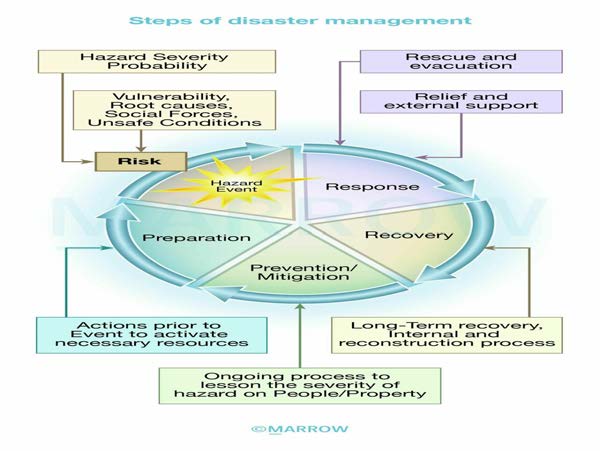 Steps of disaster management
Hazard Severity
Probability
Vulnerability,
Root causes,
Social Forces,
Unsafe Conditions
Risk
Rescue and
evacuation
Relief and
external support
Hazard
Event
Response
Recovery
Prevention/
Mitigation
Preparation
Actions prior to
Event to activate
necessary resources
Long-Term recovery,
Internal and
reconstruction process
Ongoing process to
lesson the severity of
hazard on People/Property
MARROW
©MARROW